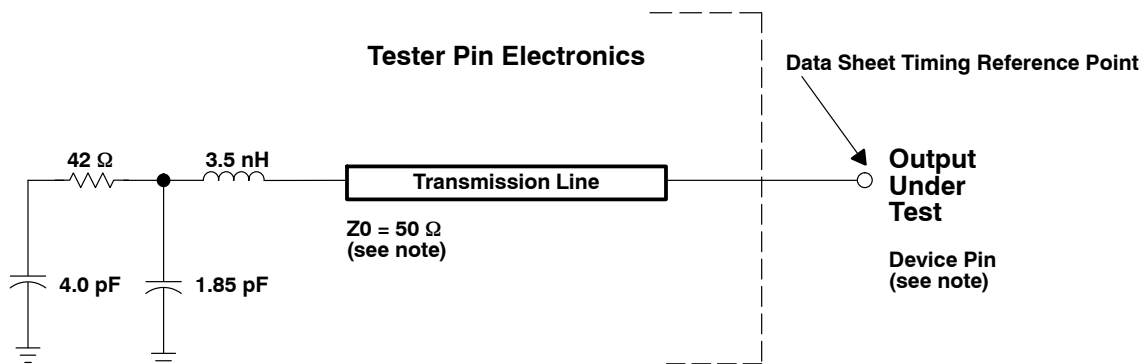 Tester Pin Electronics
Data Sheet Timing Reference Point
42 Ω
3.5 nH
Transmission Line
Output
Under
Test
Z0 = 50 Ω
(see note)
Device Pin
(see note)
4.0 pF
1.85 pF